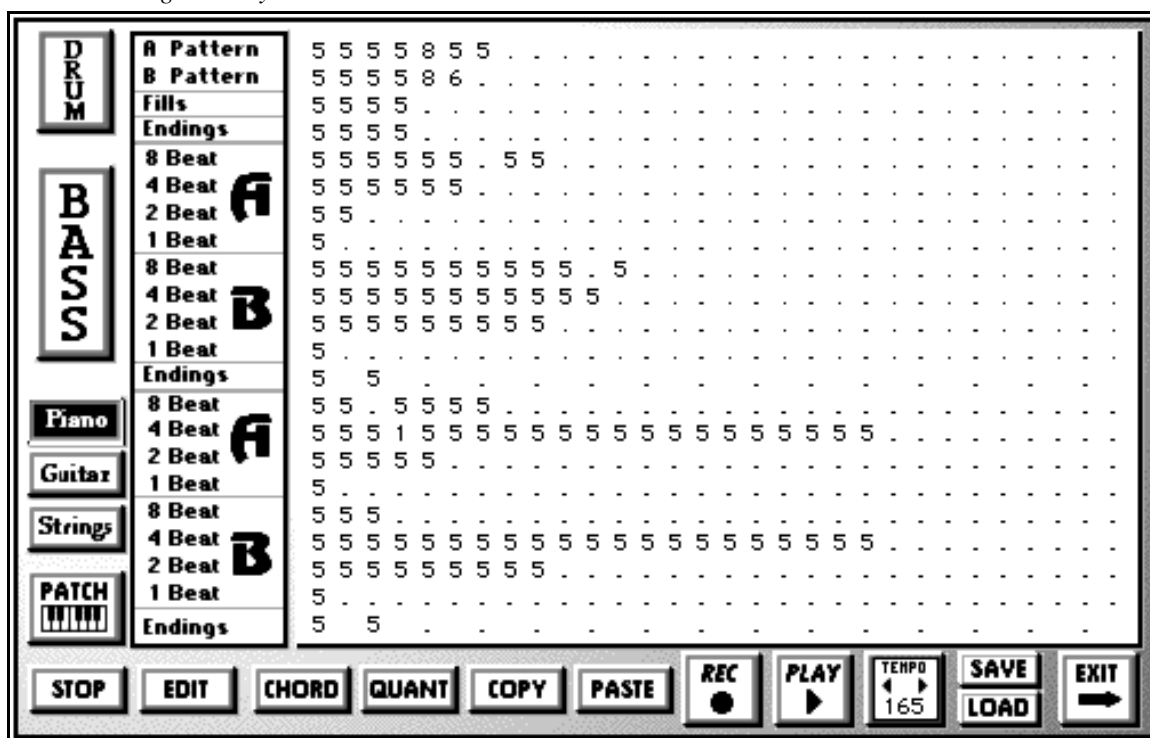 DRUM
A Pattern 5 5 5 5 8 5 5 . . . . . . . . . . . . . . . . . . . . . . .
B Pattern 5 5 5 5 8 6 . . . . . . . . . . . . . . . . . . . . . . . .
Fills 5 5 5 5 . . . . . . . . . . . . . . . . . . . . . . . . . .
Endings 5 5 5 5 . . . . . . . . . . . . . . . . . . . . . . . . . .
BASS
A
8 Beat 5 5 5 5 5 5 . 5 5 . . . . . . . . . . . . . . . . . . . . .
4 Beat 5 5 5 5 5 5 . . . . . . . . . . . . . . . . . . . . . . . .
2 Beat 5 5 . . . . . . . . . . . . . . . . . . . . . . . . . . . .
1 Beat 5 . . . . . . . . . . . . . . . . . . . . . . . . . . . . .
B
8 Beat 5 5 5 5 5 5 5 5 5 5 . 5 . . . . . . . . . . . . . . . . . .
4 Beat 5 5 5 5 5 5 5 5 5 5 5 . . . . . . . . . . . . . . . . . . .
2 Beat 5 5 5 5 5 5 5 5 5 . . . . . . . . . . . . . . . . . . . . .
1 Beat 5 . . . . . . . . . . . . . . . . . . . . . . . . . . . . .
Endings 5 5 . . . . . . . . . . . . .
Piano
Guitar
Strings
PATCH
A
8 Beat 5 5 . 5 5 5 5 . . . . . . . . . . . . . . . . . . . . . . .
4 Beat 5 5 5 1 5 5 5 5 5 5 5 5 5 5 5 5 5 5 5 5 5 . . . . . . . . .
2 Beat 5 5 5 5 5 . . . . . . . . . . . . . . . . . . . . . . . . .
1 Beat 5 . . . . . . . . . . . . . . . . . . . . . . . . . . . . .
B
8 Beat 5 5 5 . . . . . . . . . . . . . . . . . . . . . . . . . . .
4 Beat 5 5 5 5 5 5 5 5 5 5 5 5 5 5 5 5 5 5 5 5 5 . . . . . . . . .
2 Beat 5 5 5 5 5 5 5 5 5 . . . . . . . . . . . . . . . . . . . . .
1 Beat 5 . . . . . . . . . . . . . . . . . . . . . . . . . . . . .
Endings 5 5 . . . . . . . . . . . . .
STOP
EDIT
CHORD
QUANT
COPY
PASTE
REC
PLAY
TEMPO
165
SAVE
LOAD
EXIT